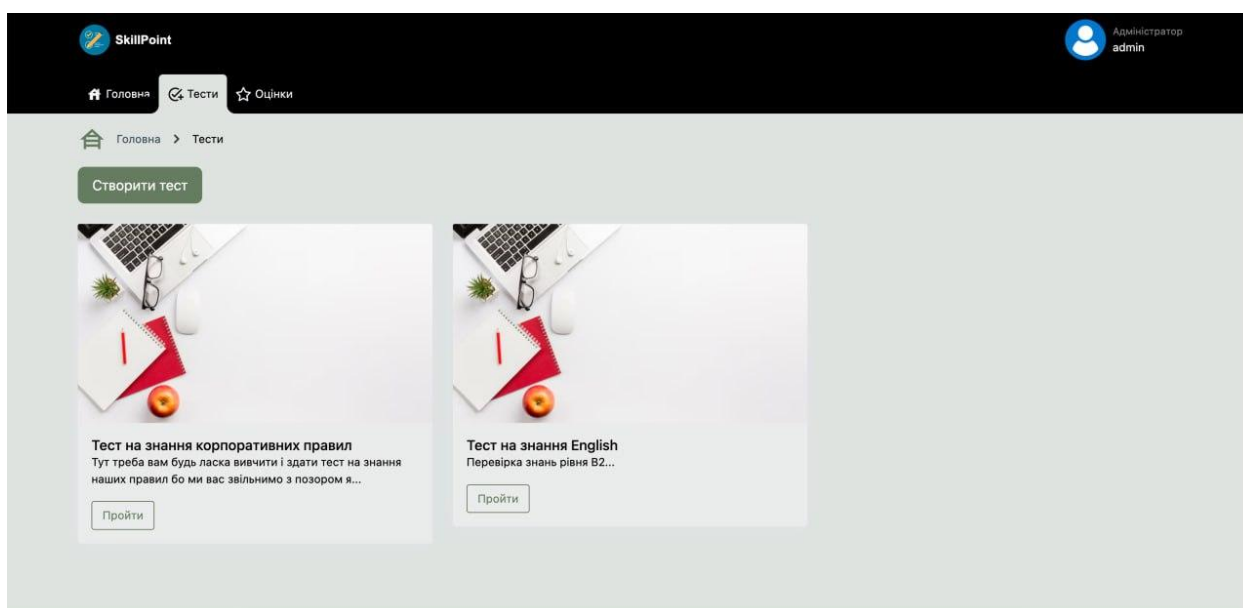 SkillPoint
Адміністратор
admin
Головна
Тести
Оцінки
Головна > Тести
Створити тест
Тест на знання корпоративних правил
Тут треба вам будь ласка вивчити і здати тест на знання
наших правил бо ми вас звільнимо з позором я...
Пройти
Тест на знання English
Перевірка знань рівня B2...
Пройти